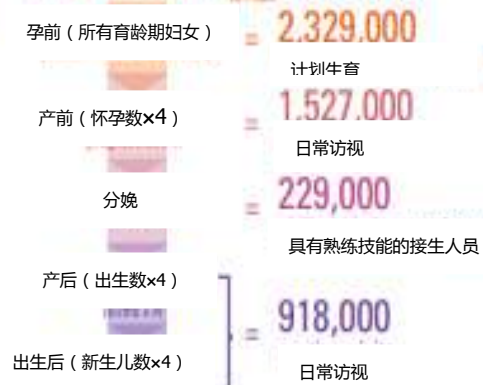 孕前（所有育龄期妇女）
=
2,329,000
计划生育
产前（怀孕数×4）
=
1,527,000
日常访视
分娩
=
229,000
具有熟练技能的接生人员
产后（出生数×4）
=
918,000
出生后（新生儿数×4）
日常访视